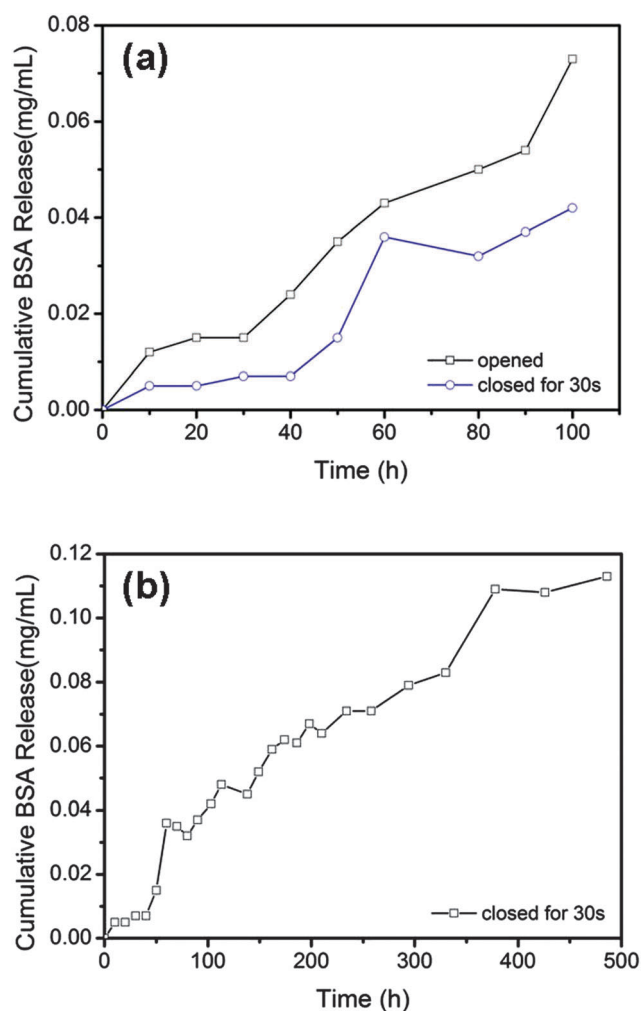 (a)
Cumulative BSA Release(mg/mL)
0.08
0.06
0.04
0.02
0.00
opened
closed for 30s
0 20 40 60 80 100
Time (h)
(b)
Cumulative BSA Release(mg/mL)
0.12
0.10
0.08
0.06
0.04
0.02
0.00
closed for 30s
0 100 200 300 400 500
Time (h)